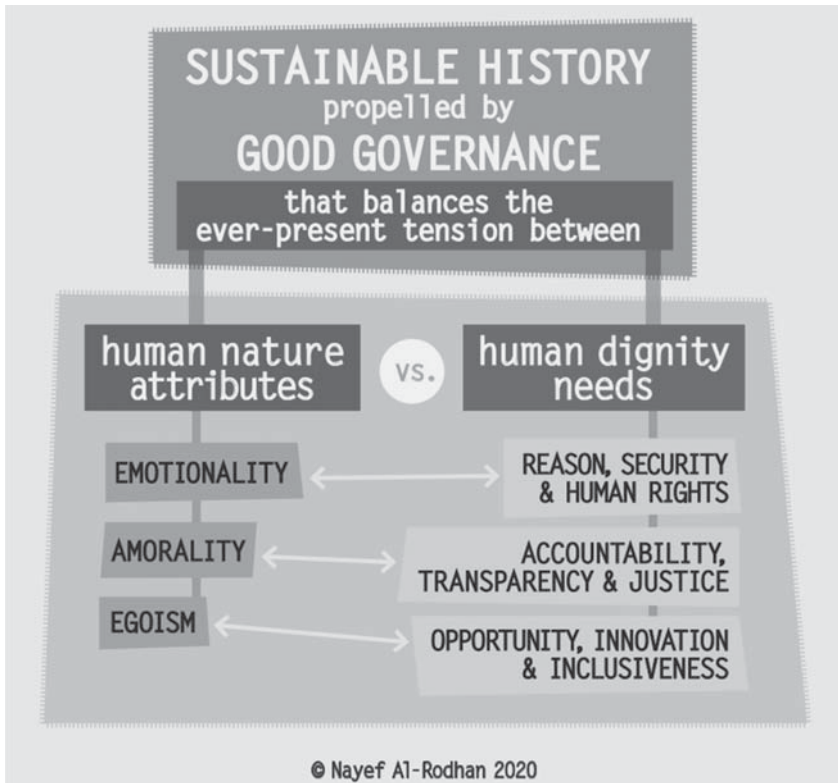 SUSTAINABLE HISTORY
propelled by
GOOD GOVERNANCE
that balances the
ever-present tension between
human nature
attributes
vs.
human dignity
needs
EMOTIONALITY
REASON, SECURITY
& HUMAN RIGHTS
AMORALITY
ACCOUNTABILITY,
TRANSPARENCY & JUSTICE
EGOISM
OPPORTUNITY, INNOVATION
& INCLUSIVENESS
© Nayef Al-Rodhan 2020